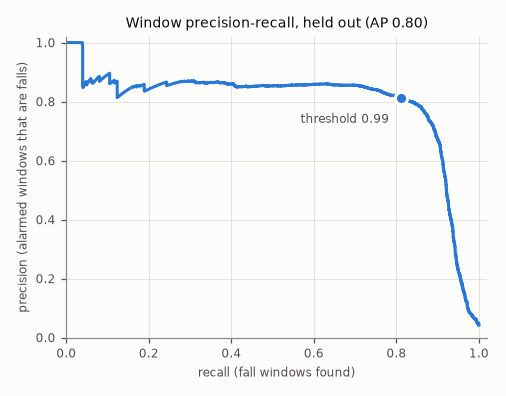 Window precision-recall, held out (AP 0.80)
precision (alarmed windows that are falls)
1.0
0.8
0.6
0.4
0.2
0.0
threshold 0.99
0.0 0.2 0.4 0.6 0.8 1.0
recall (fall windows found)